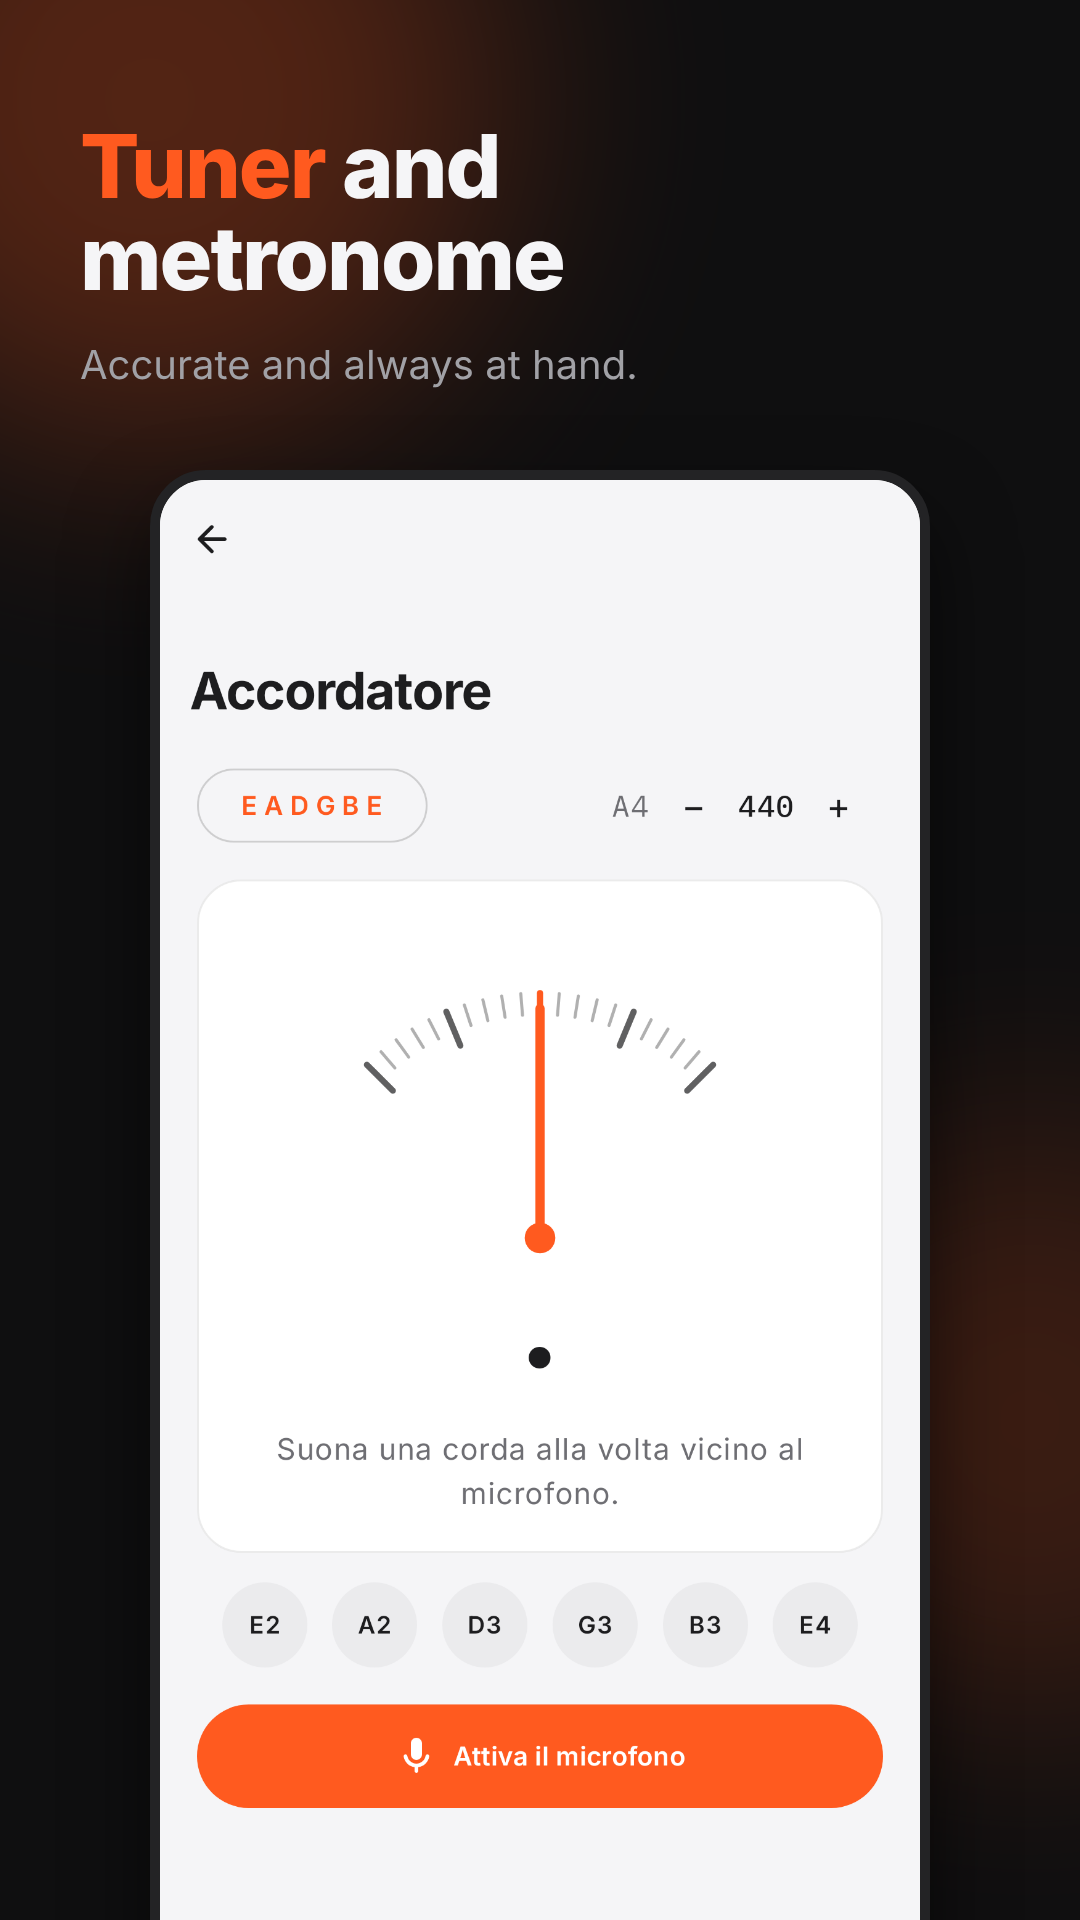 Tuner and
metronome
Accurate and always at hand.
Accordatore
EADGBE
A4 − 440 +
Suona una corda alla volta vicino al
microfono.
E2 A2 D3 G3 B3 E4
Attiva il microfono